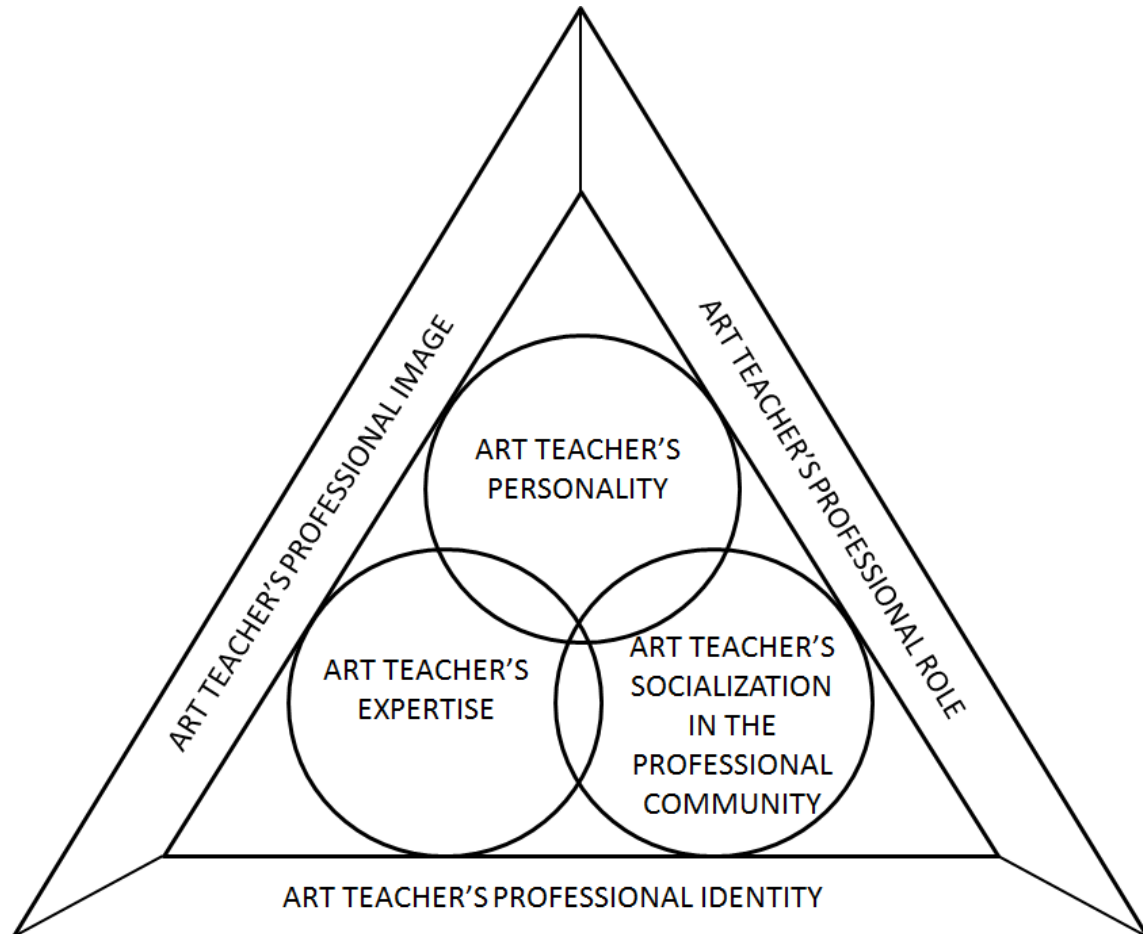 ART TEACHER’S PROFESSIONAL IMAGE
ART TEACHER’S PROFESSIONAL ROLE
ART TEACHER’S
PERSONALITY
ART TEACHER’S
EXPERTISE
ART TEACHER’S
SOCIALIZATION
IN THE
PROFESSIONAL
COMMUNITY
ART TEACHER’S PROFESSIONAL IDENTITY